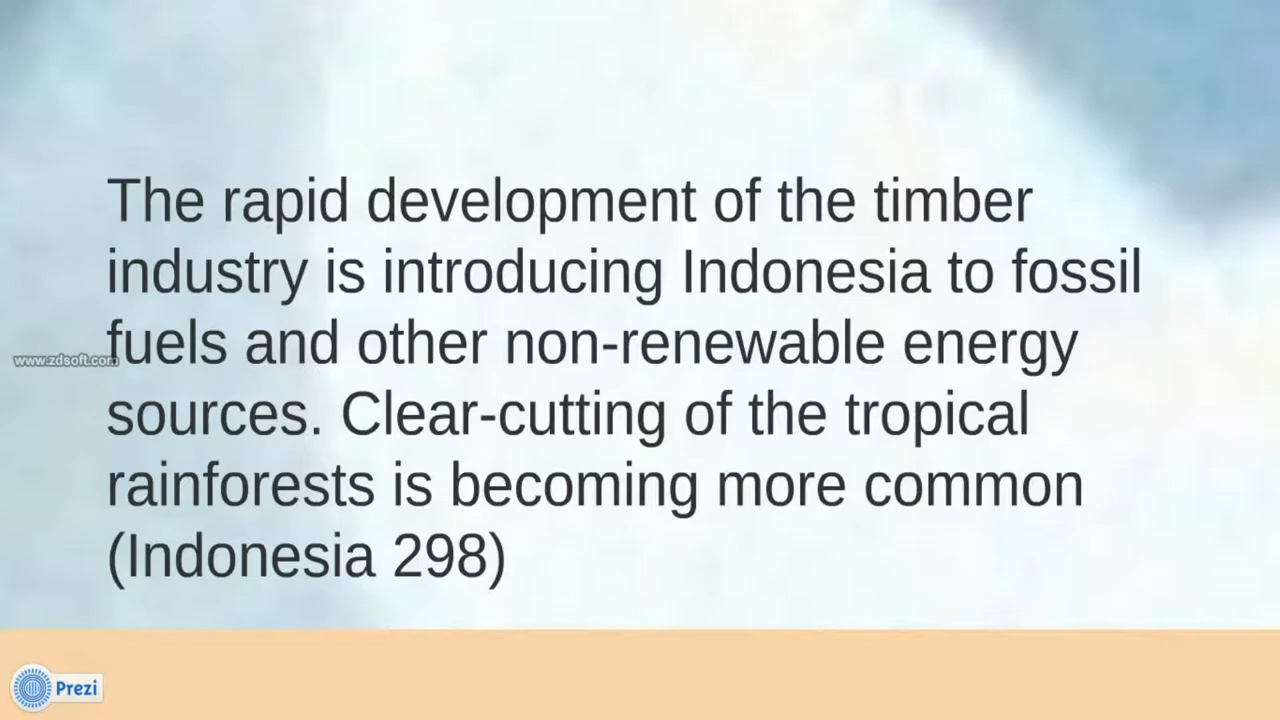 The rapid development of the timber
industry is introducing Indonesia to fossil
fuels and other non-renewable energy
www.zdsoft.com
sources. Clear-cutting of the tropical
rainforests is becoming more common
(Indonesia 298)
Prezi